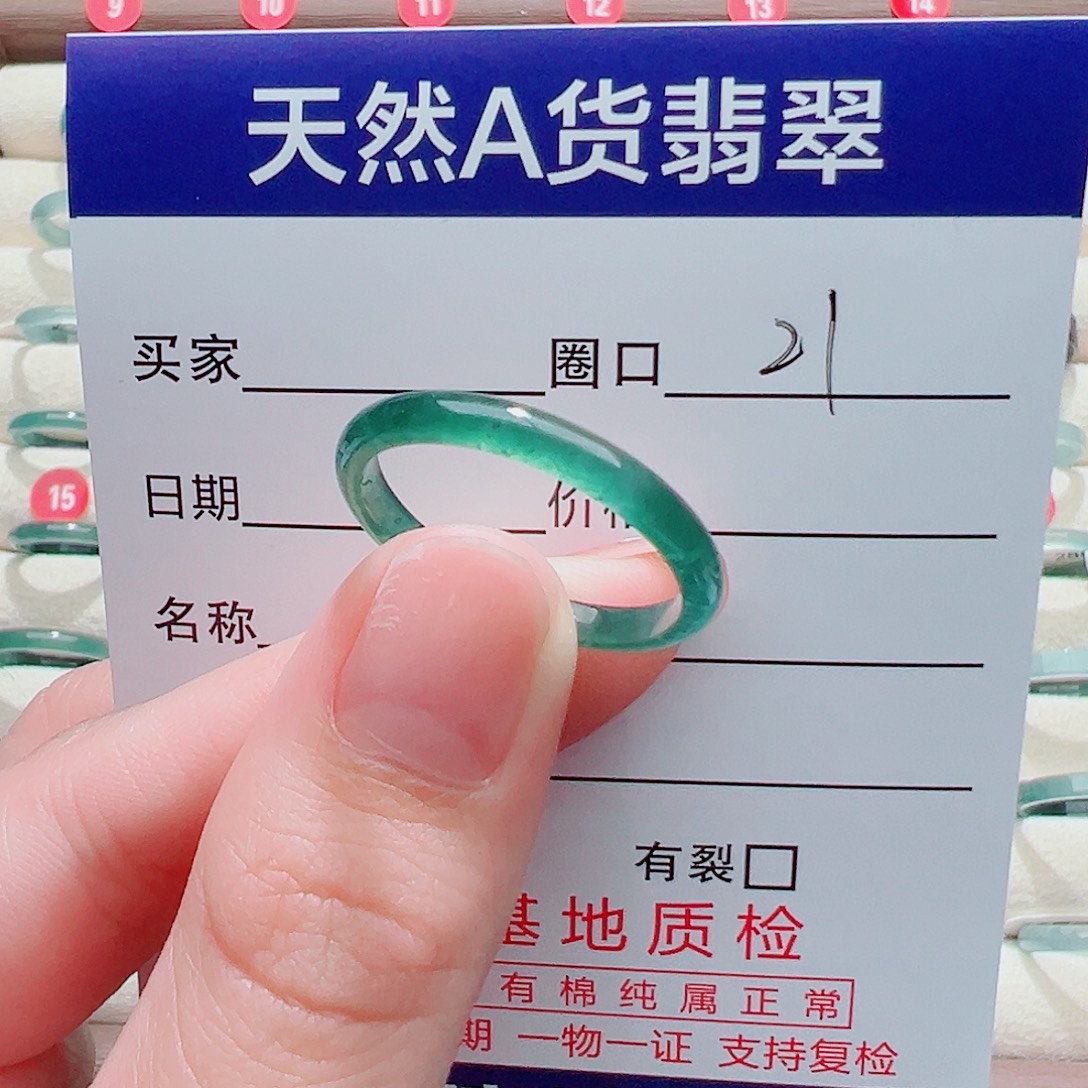 9 10 11 12 13 14
天然A货翡翠
买家 圈口 21
日期 价
15
名称
有裂
基地质检
有棉纯属正常
期 一物一证 支持复检